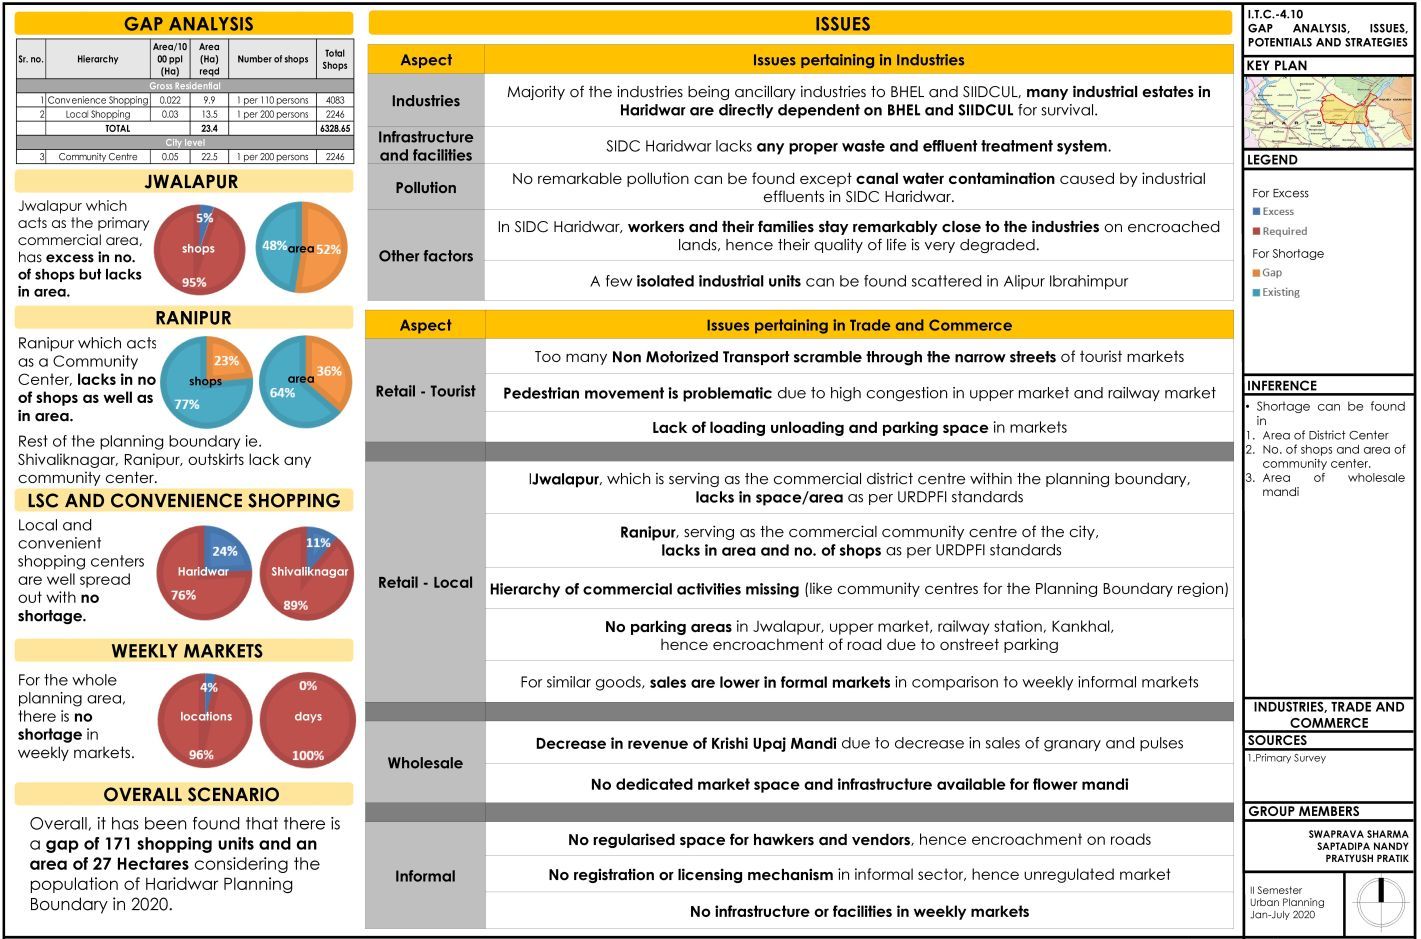 GAP ANALYSIS
Sr. no.
Hierarchy
Area/10
00 ppl
(Ha)
Area
(Ha)
reqd
Number of shops
Total
Shops
Gross Residential
1 Convenience Shopping 0.022 9.9 1 per 110 persons 4083
2 Local Shopping 0.03 13.5 1 per 200 persons 2246
TOTAL 23.4 6328.65
City level
3 Community Centre 0.05 22.5 1 per 200 persons 2246
JWALAPUR
Jwalapur which
acts as the primary
commercial area,
has excess in no.
of shops but lacks
in area.
5%
shops
95%
48% area 52%
RANIPUR
Ranipur which acts
as a Community
Center, lacks in no
of shops as well as
in area.
23%
shops
77%
36%
area
64%
Rest of the planning boundary ie.
Shivaliknagar, Ranipur, outskirts lack any
community center.
LSC AND CONVENIENCE SHOPPING
Local and
convenient
shopping centers
are well spread
out with no
shortage.
24%
Haridwar
76%
11%
Shivaliknagar
89%
WEEKLY MARKETS
For the whole
planning area,
there is no
shortage in
weekly markets.
4%
locations
96%
0%
days
100%
OVERALL SCENARIO
Overall, it has been found that there is
a gap of 171 shopping units and an
area of 27 Hectares considering the
population of Haridwar Planning
Boundary in 2020.
ISSUES
Aspect
Issues pertaining in Industries
Industries
Majority of the industries being ancillary industries to BHEL and SIIDCUL, many industrial estates in
Haridwar are directly dependent on BHEL and SIIDCUL for survival.
Infrastructure
and facilities
SIDC Haridwar lacks any proper waste and effluent treatment system.
Pollution
No remarkable pollution can be found except canal water contamination caused by industrial
effluents in SIDC Haridwar.
Other factors
In SIDC Haridwar, workers and their families stay remarkably close to the industries on encroached
lands, hence their quality of life is very degraded.
A few isolated industrial units can be found scattered in Alipur Ibrahimpur
Aspect
Issues pertaining in Trade and Commerce
Retail - Tourist
Too many Non Motorized Transport scramble through the narrow streets of tourist markets
Pedestrian movement is problematic due to high congestion in upper market and railway market
Lack of loading unloading and parking space in markets
Retail - Local
lJwalapur, which is serving as the commercial district centre within the planning boundary,
lacks in space/area as per URDPFI standards
Ranipur, serving as the commercial community centre of the city,
lacks in area and no. of shops as per URDPFI standards
Hierarchy of commercial activities missing (like community centres for the Planning Boundary region)
No parking areas in Jwalapur, upper market, railway station, Kankhal,
hence encroachment of road due to onstreet parking
For similar goods, sales are lower in formal markets in comparison to weekly informal markets
Wholesale
Decrease in revenue of Krishi Upaj Mandi due to decrease in sales of granary and pulses
No dedicated market space and infrastructure available for flower mandi
Informal
No regularised space for hawkers and vendors, hence encroachment on roads
No registration or licensing mechanism in informal sector, hence unregulated market
No infrastructure or facilities in weekly markets
I.T.C.-4.10
GAP ANALYSIS, ISSUES,
POTENTIALS AND STRATEGIES
KEY PLAN
LEGEND
For Excess
Excess
Required
For Shortage
Gap
Existing
INFERENCE
• Shortage can be found
in
1. Area of District Center
2. No. of shops and area of
community center.
3. Area of wholesale
mandi
INDUSTRIES, TRADE AND
COMMERCE
SOURCES
1.Primary Survey
GROUP MEMBERS
SWAPRAVA SHARMA
SAPTADIPA NANDY
PRATYUSH PRATIK
II Semester
Urban Planning
Jan-July 2020